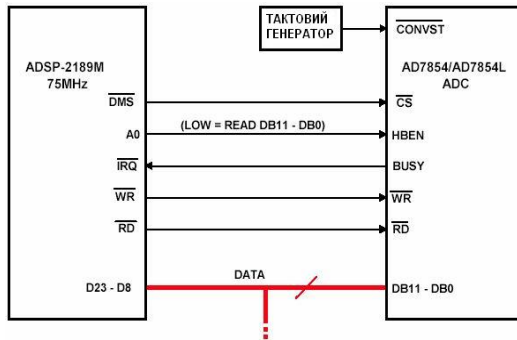 ТАКТОВИЙ
ГЕНЕРАТОР
CONVST
ADSP-2189M
75MHz
AD7854/AD7854L
ADC
DMS
CS
A0
(LOW = READ DB11 - DB0)
HBEN
IRQ
BUSY
WR
WR
RD
RD
D23 - D8
DATA
DB11 - DB0